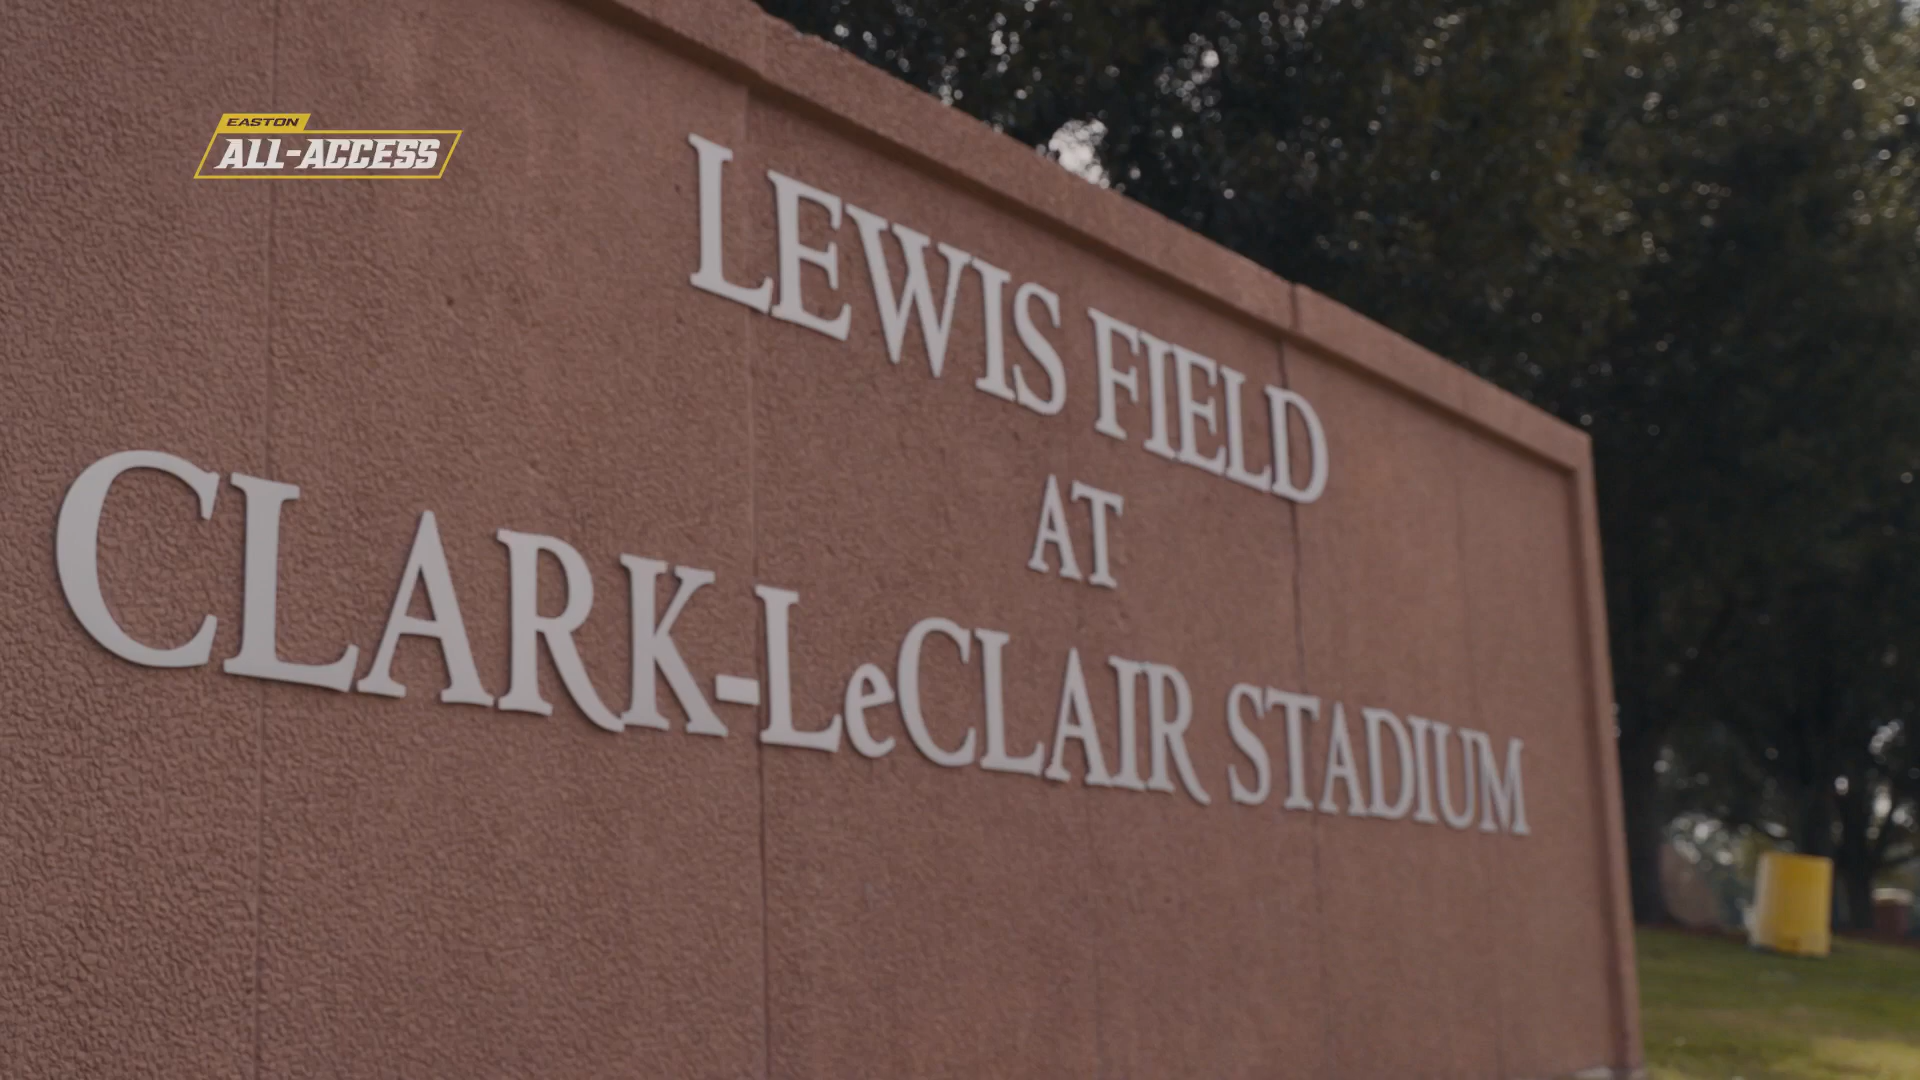 EASTON
ALL-ACCESS
LEWIS FIELD
AT
CLARK-LeCLAIR STADIUM